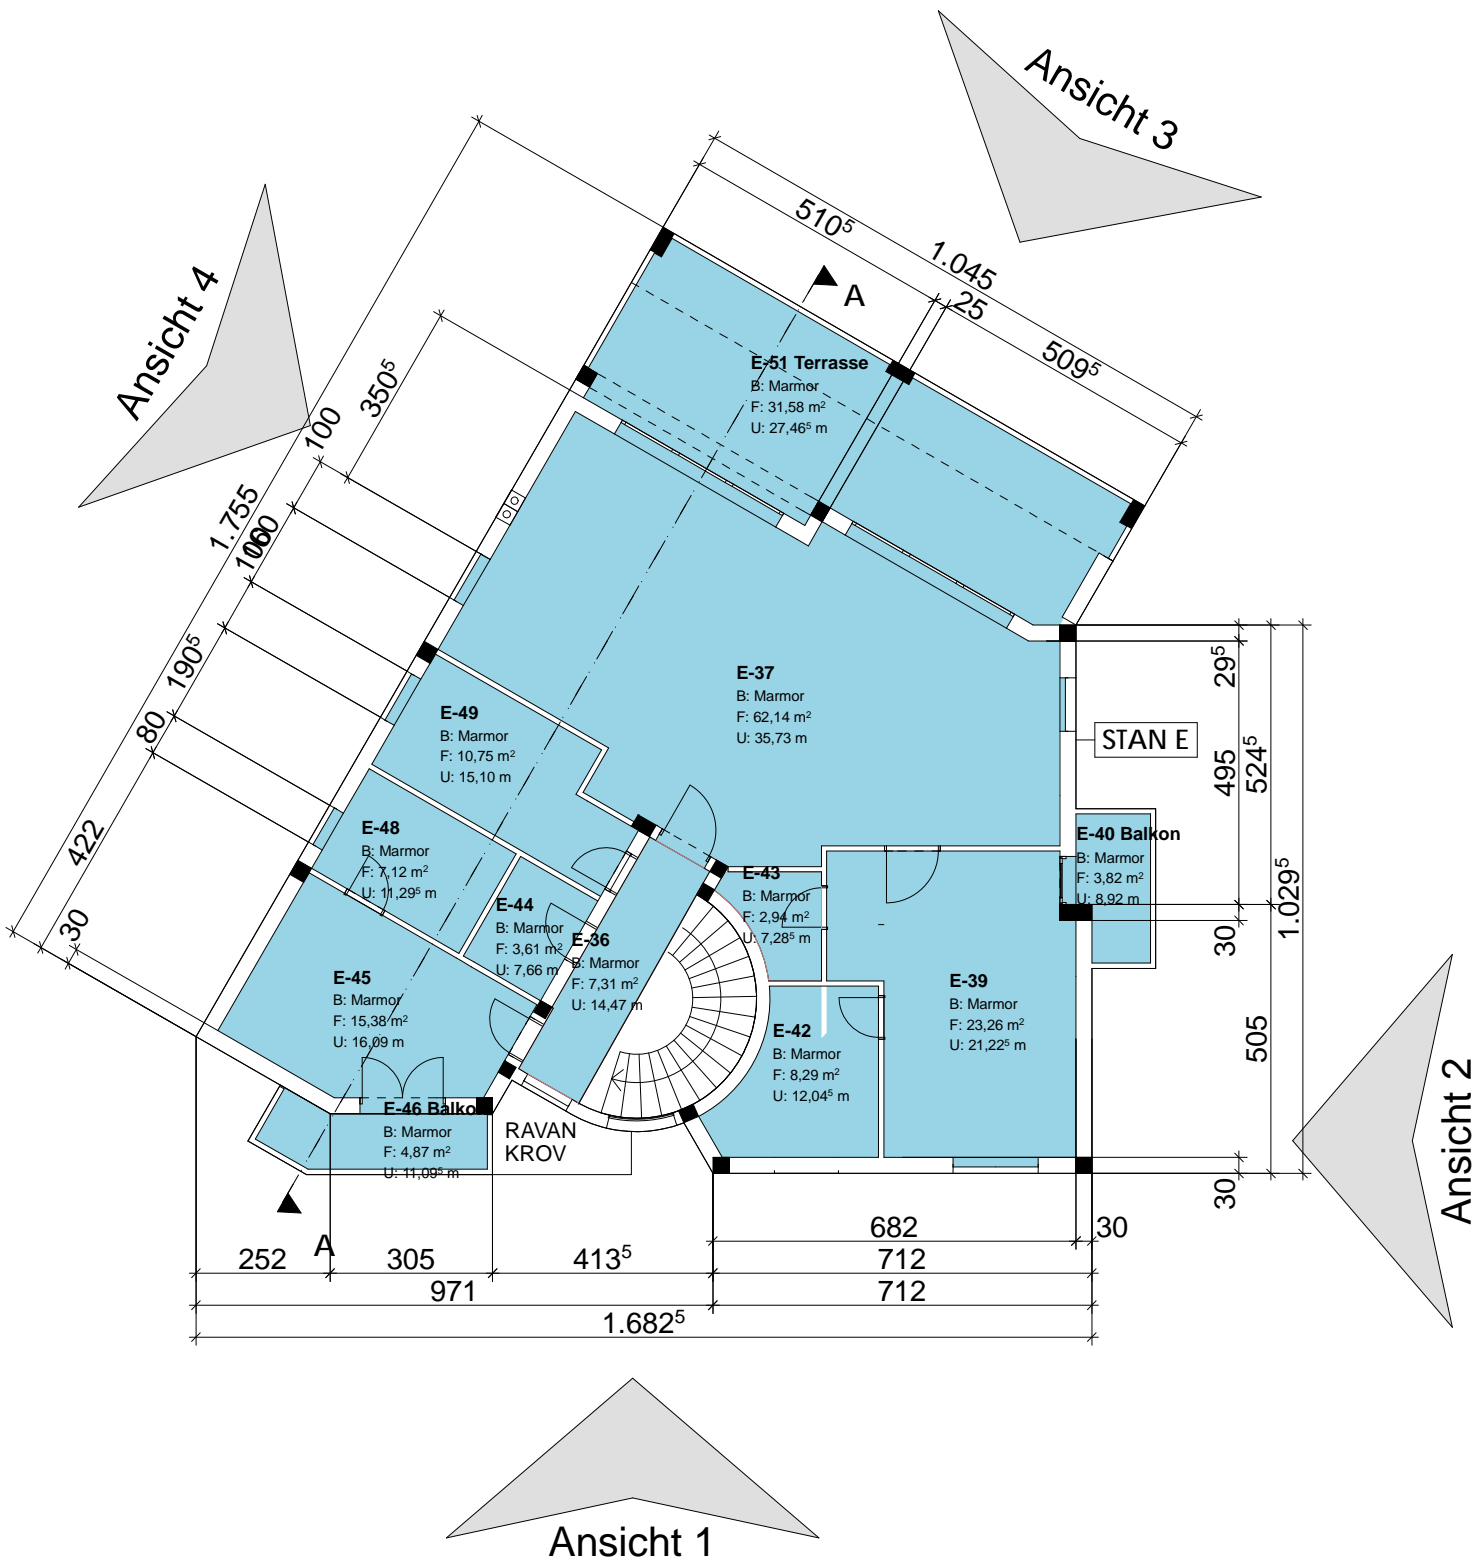 Ansicht 3
Ansicht 4
510⁵
1.045
25
509⁵
A
350⁵
100
1.755
100
60
190⁵
80
422
30
E-51 Terrasse
B: Marmor
F: 31,58 m²
U: 27,46⁵ m
E-37
B: Marmor
F: 62,14 m²
U: 35,73 m
STAN E
29⁵
495
524⁵
1.029⁵
30
505
30
E-49
B: Marmor
F: 10,75 m²
U: 15,10 m
E-48
B: Marmor
F: 7,12 m²
U: 11,29⁵ m
E-40 Balkon
B: Marmor
F: 3,82 m²
U: 8,92 m
E-43
B: Marmor
F: 2,94 m²
U: 7,28⁵ m
E-44
B: Marmor
F: 3,61 m²
U: 7,66 m
E-36
B: Marmor
F: 7,31 m²
U: 14,47 m
E-45
B: Marmor
F: 15,38 m²
U: 16,09 m
E-39
B: Marmor
F: 23,26 m²
U: 21,22⁵ m
E-42
B: Marmor
F: 8,29 m²
U: 12,04⁵ m
E-46 Balkon
B: Marmor
F: 4,87 m²
U: 11,09⁵ m
RAVAN
KROV
Ansicht 2
A
682
30
252
305
413⁵
712
971
712
1.682⁵
Ansicht 1